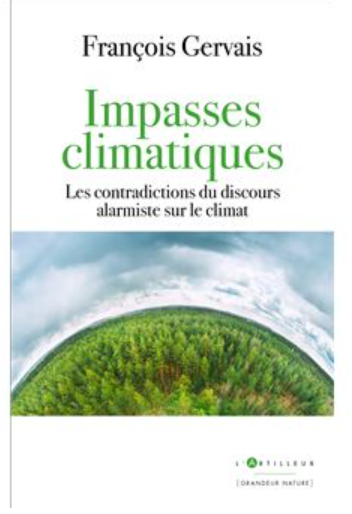 François Gervais
Impasses
climatiques
Les contradictions du discours
alarmiste sur le climat
L'ARTILLEUR
[GRANDEUR NATURE]